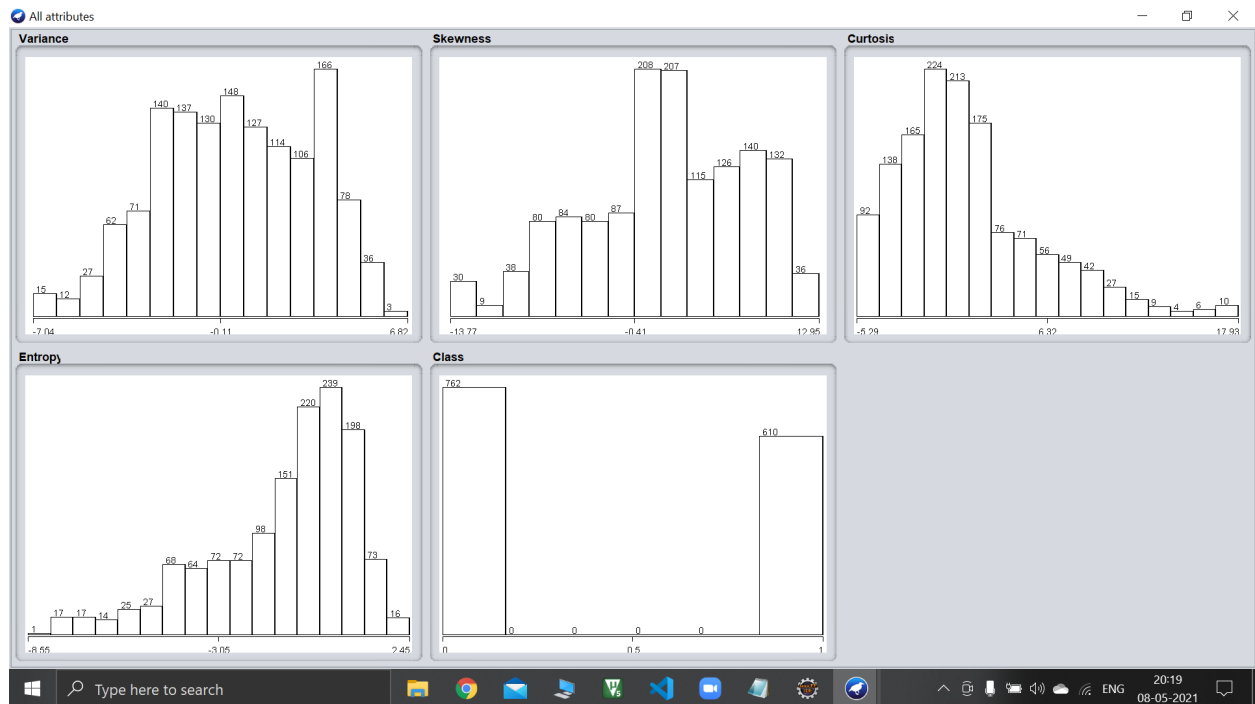 All attributes
Variance
15 12 27 62 71 140 137 130 148 127 114 106 166 78 36 3
-7.04 -0.11 6.82
Skewness
30 9 38 80 84 80 87 208 207 115 126 140 132 36
-13.77 -0.41 12.95
Curtosis
92 138 165 224 213 175 76 71 56 49 42 27 15 9 4 6 10
-5.29 6.32 17.93
Entropy
1 17 17 14 25 27 68 64 72 72 98 151 220 239 198 73 16
-8.55 -3.05 2.45
Class
762 0 0 0 0 610
0 0.5 1
Type here to search
ENG
20:19
08-05-2021